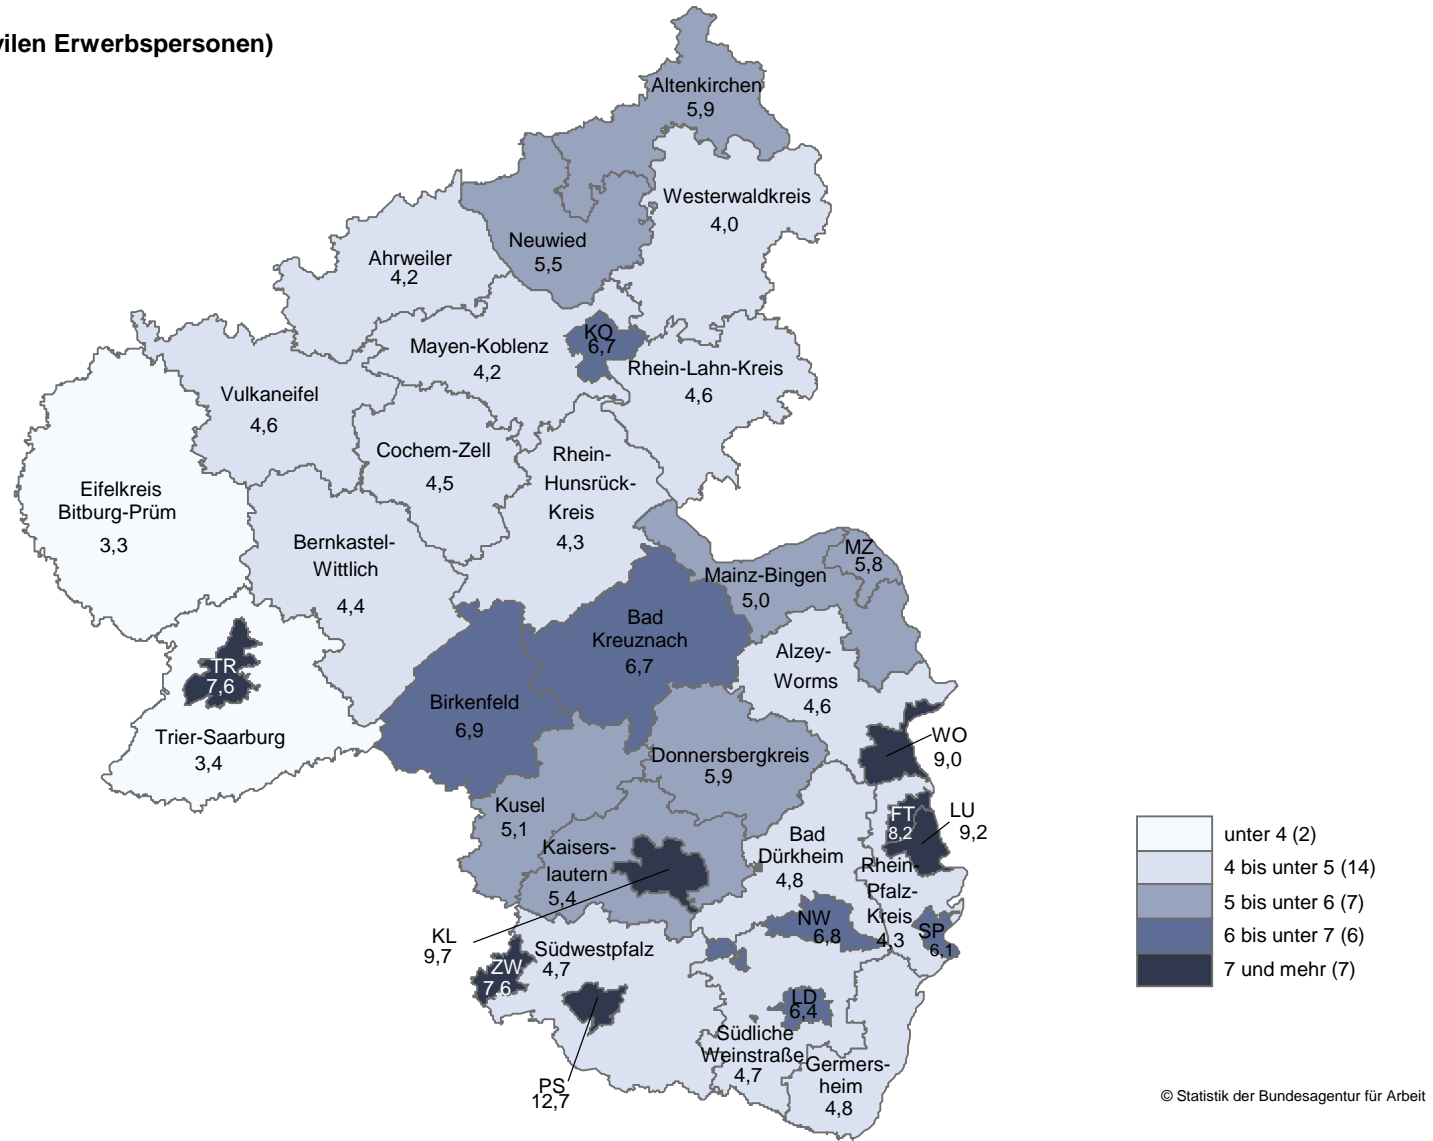 vilen Erwerbspersonen)
Altenkirchen
5,9
Westerwaldkreis
4,0
Neuwied
5,5
Ahrweiler
4,2
KO
6,7
Mayen-Koblenz
4,2
Rhein-Lahn-Kreis
4,6
Vulkaneifel
4,6
Cochem-Zell
4,5
Rhein-
Hunsrück-
Kreis
4,3
Eifelkreis
Bitburg-Prüm
3,3
Bernkastel-
Wittlich
4,4
MZ
5,8
Mainz-Bingen
5,0
Bad
Kreuznach
6,7
Alzey-
Worms
4,6
TR
7,6
Trier-Saarburg
3,4
Birkenfeld
6,9
WO
9,0
Donnersbergkreis
5,9
Kusel
5,1
FT
8,2
LU
9,2
Kaisers-
lautern
5,4
Bad
Dürkheim
4,8
Rhein-
Pfalz-
Kreis
4,3
NW
6,8
SP
6,1
KL
9,7
Südwestpfalz
4,7
ZW
7,6
LD
6,4
Südliche
Weinstraße
4,7
Germers-
heim
4,8
PS
12,7
unter 4 (2)
4 bis unter 5 (14)
5 bis unter 6 (7)
6 bis unter 7 (6)
7 und mehr (7)
© Statistik der Bundesagentur für Arbeit